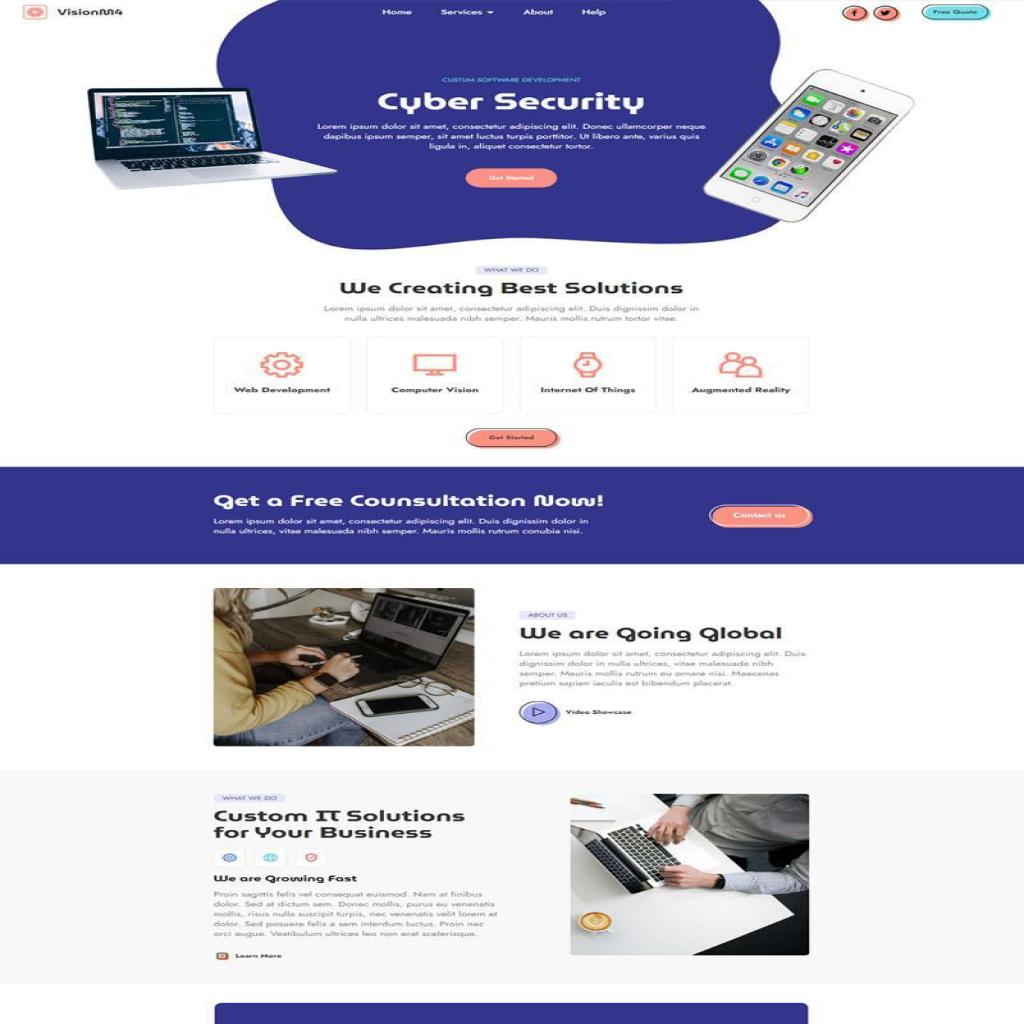 VisionM4
Home Services About Help
Free Quote
CUSTUM SOFTWARE DEVELOPMENT
Cyber Security
Lorem ipsum dolor sit amet, consectetur adipiscing elit. Donec ullamcorper neque
dapibus ipsum semper, sit amet luctus turpis porttitor. Ut libero ante, varius quis
ligula in, aliquet consectetur tortor.
Get Started
WHAT WE DO
We Creating Best Solutions
Lorem ipsum dolor sit amet, consectetur adipiscing elit. Duis dignissim dolor in
nulla ultrices malesuada nibh semper. Mauris mollis rutrum tortor vitae.
Web Development
Computer Vision
Internet Of Things
Augmented Reality
Get Started
Get a Free Counsultation Now!
Lorem ipsum dolor sit amet, consectetur adipiscing elit. Duis dignissim dolor in
nulla ultrices, vitae malesuada nibh semper. Mauris mollis rutrum conubia nisi.
Contact us
ABOUT US
We are Going Global
Lorem ipsum dolor sit amet, consectetur adipiscing elit. Duis
dignissim dolor in nulla ultrices, vitae malesuada nibh
semper. Mauris mollis rutrum eu ornare nisi. Maecenas
pretium sapien iaculis est bibendum placerat.
Video Showcase
WHAT WE DO
Custom IT Solutions
for Your Business
We are Growing Fast
Proin sagittis felis vel consequat euismod. Nam at finibus
dolor. Sed at dictum sem. Donec mollis, purus eu venenatis
mollis, risus nulla suscipit turpis, nec venenatis velit lorem et
dolor. Sed posuere felis a sem interdum luctus. Proin nec
orci augue. Vestibulum ultrices leo non erat scelerisque.
Learn More